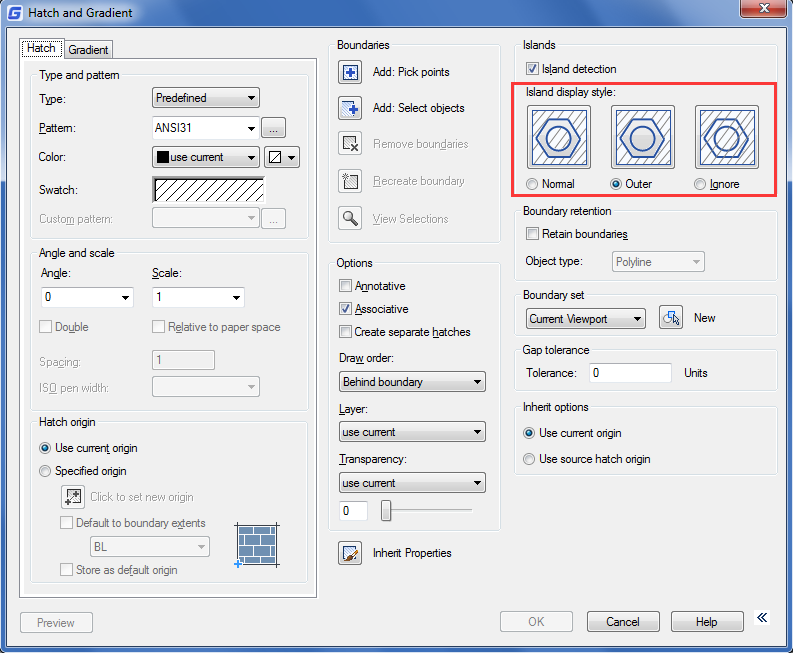 Hatch and Gradient
Hatch
Gradient
Type and pattern
Type:
Predefined
Pattern:
ANSI31
...
Color:
use current
Swatch:
Custom pattern:
...
Angle and scale
Angle:
Scale:
0
1
Double
Relative to paper space
Spacing:
1
ISO pen width:
Hatch origin
Use current origin
Specified origin
Click to set new origin
Default to boundary extents
BL
Store as default origin
Boundaries
Add: Pick points
Add: Select objects
Remove boundaries
Recreate boundary
View Selections
Options
Annotative
Associative
Create separate hatches
Draw order:
Behind boundary
Layer:
use current
Transparency:
use current
0
Inherit Properties
Islands
Island detection
Island display style:
Normal
Outer
Ignore
Boundary retention
Retain boundaries
Object type:
Polyline
Boundary set
Current Viewport
New
Gap tolerance
Tolerance:
0
Units
Inherit options
Use current origin
Use source hatch origin
Preview
OK
Cancel
Help